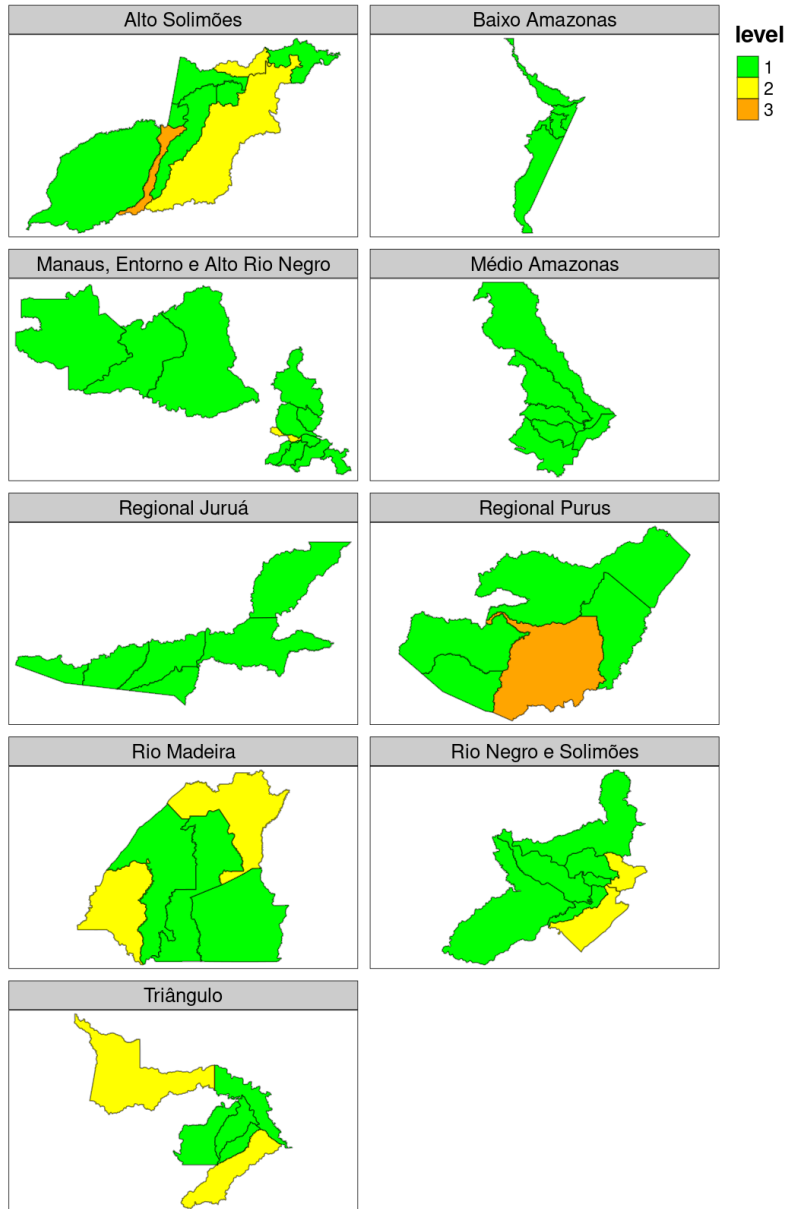 Alto Solimões
Baixo Amazonas
level
1
2
3
Manaus, Entorno e Alto Rio Negro
Médio Amazonas
Regional Juruá
Regional Purus
Rio Madeira
Rio Negro e Solimões
Triângulo